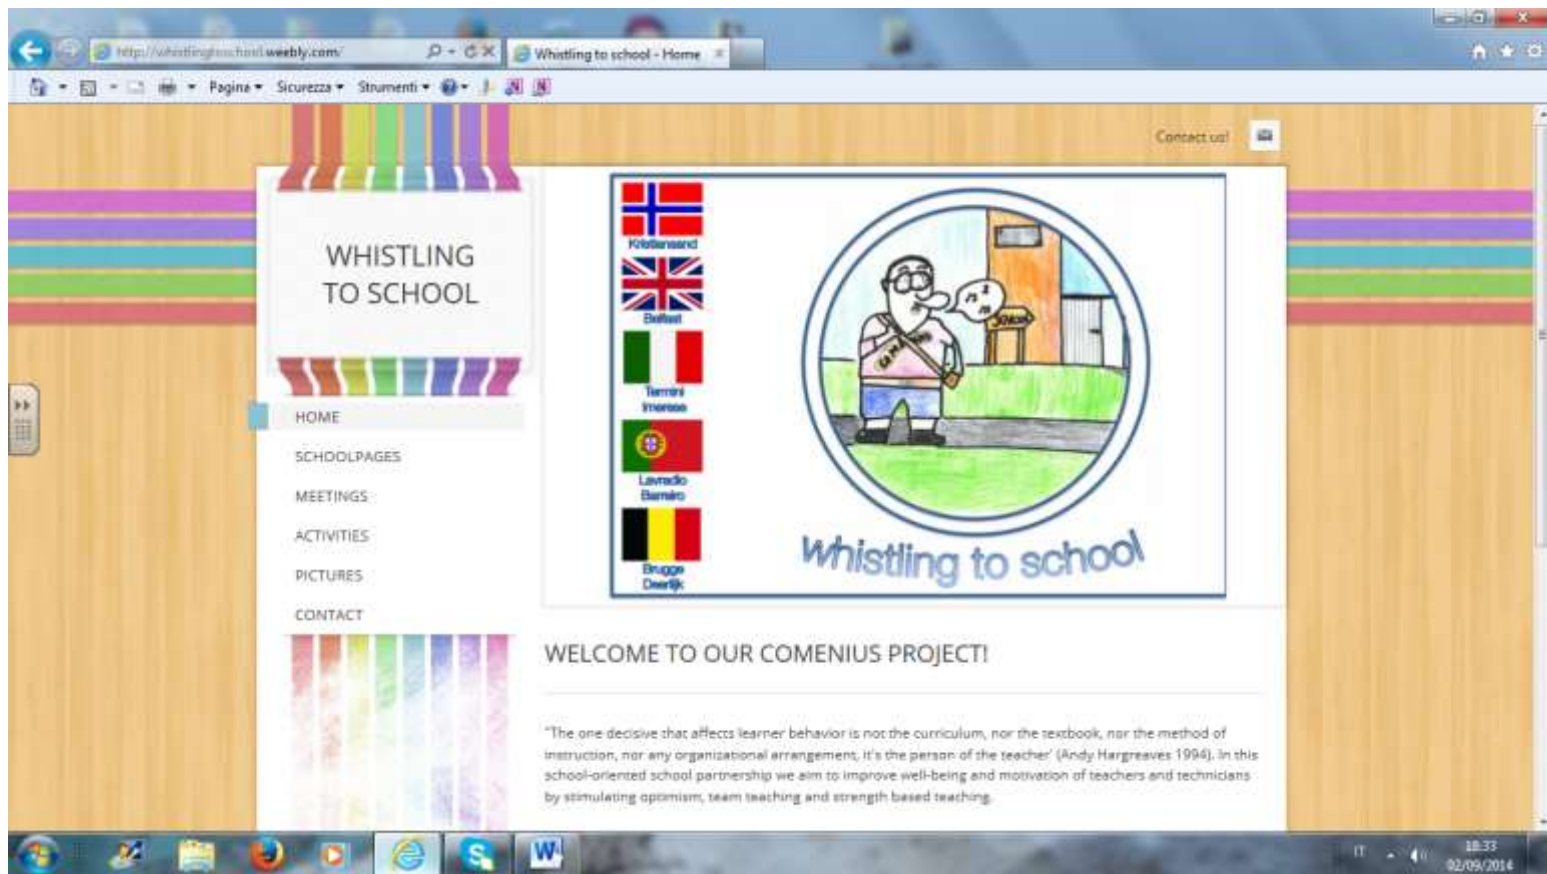 http://whistlingtoschool.weebly.com/
Whistling to school - Home
Pagina
Sicurezza
Strumenti
Contact us!
WHISTLING
TO SCHOOL
HOME
SCHOOLPAGES
MEETINGS
ACTIVITIES
PICTURES
CONTACT
Kristiansand
Belfast
Termini
Imerese
Lavradio
Barreiro
Brugge
Deerlijk
SCHOOL
Whistling to school
WELCOME TO OUR COMENIUS PROJECT!
"The one decisive that affects learner behavior is not the curriculum, nor the textbook, nor the method of
instruction, nor any organizational arrangement, it's the person of the teacher' (Andy Hargreaves 1994). In this
school-oriented school partnership we aim to improve well-being and motivation of teachers and technicians
by stimulating optimism, team teaching and strength based teaching.
IT
18:33
02/09/2014